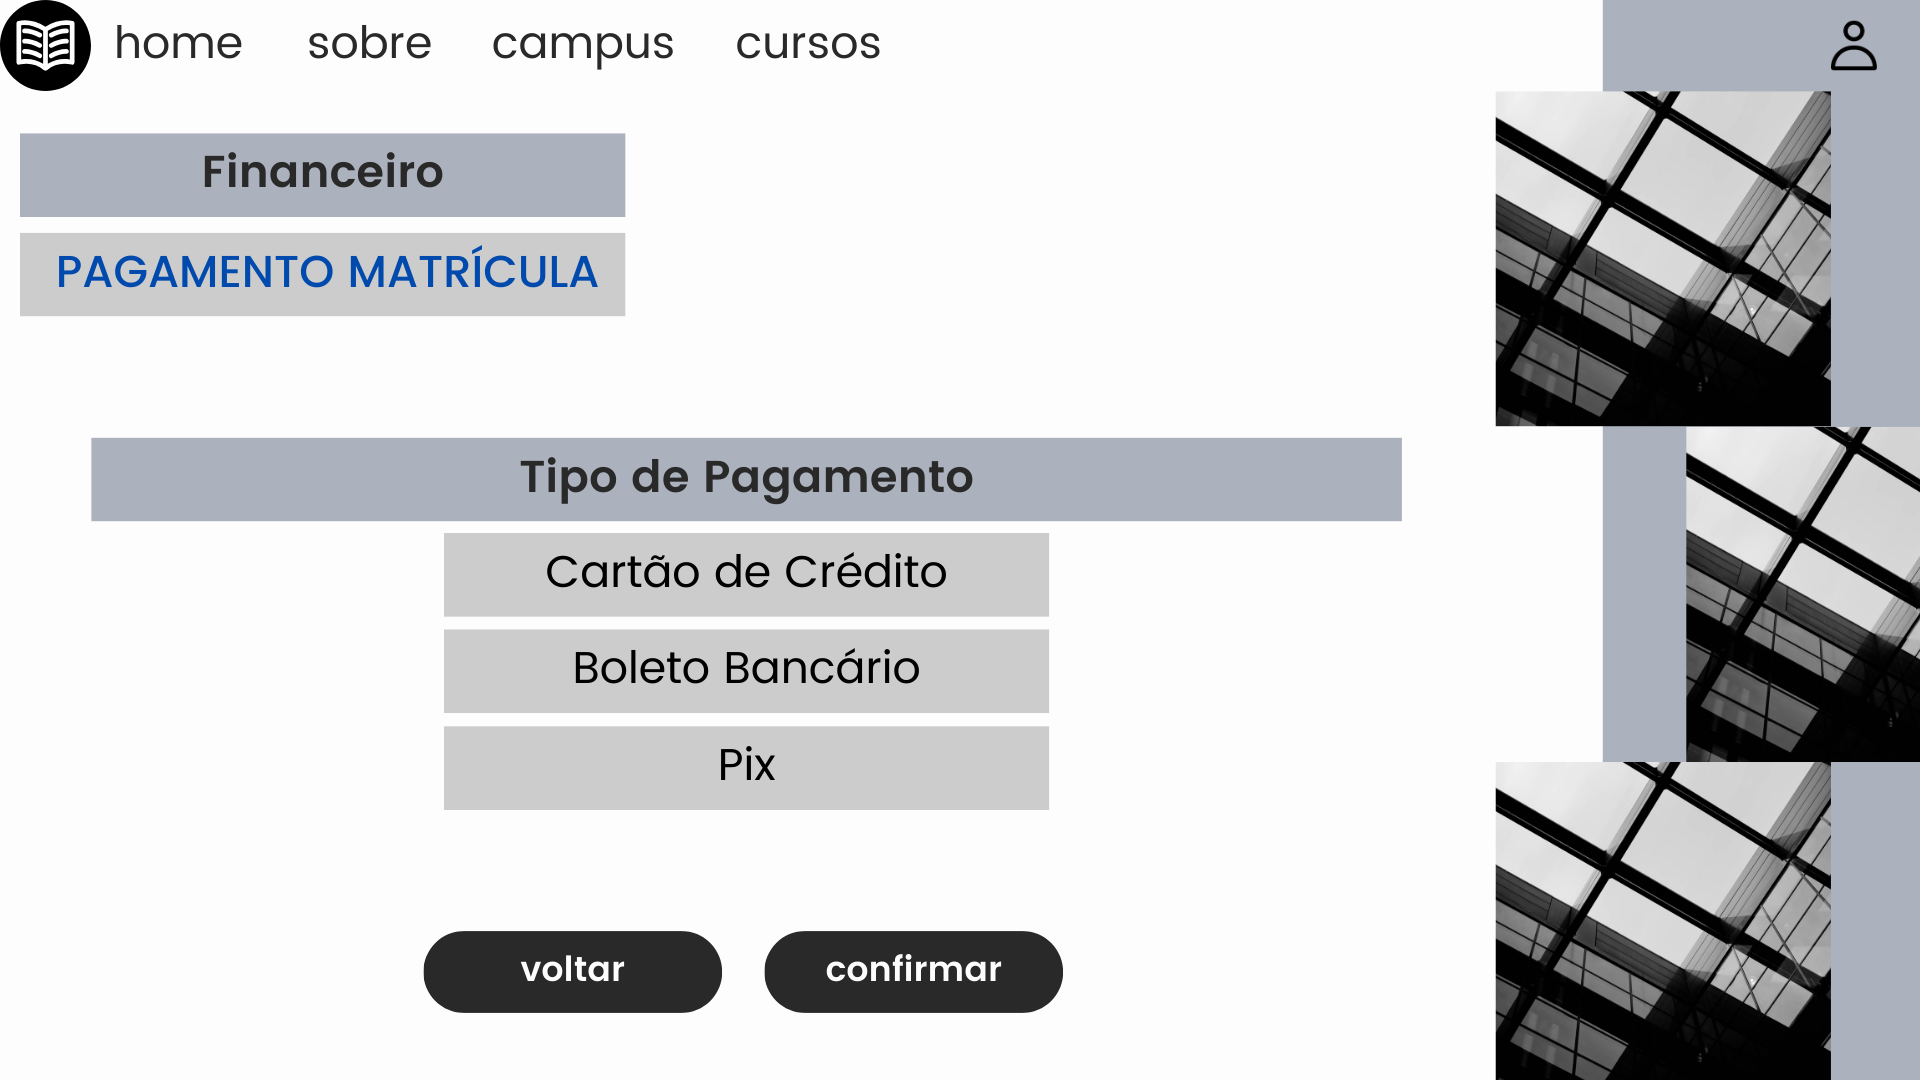 home sobre campus cursos
Financeiro
PAGAMENTO MATRÍCULA
Tipo de Pagamento
Cartão de Crédito
Boleto Bancário
Pix
voltar confirmar